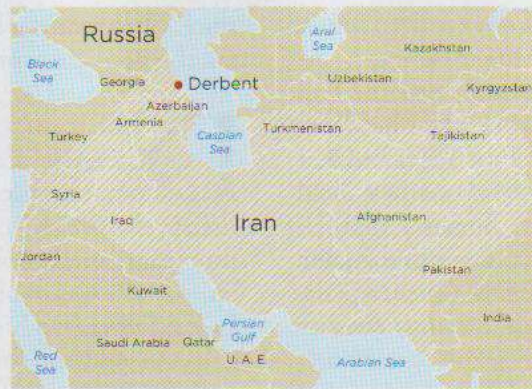 Russia
Aral
Sea
Kazakhstan
Black
Sea
Georgia
Derbent
Uzbekistan
Kyrgyzstan
Azerbaijan
Armenia
Turkey
Caspian
Sea
Turkmenistan
Tajikistan
Syria
Iraq
Iran
Afghanistan
Jordan
Pakistan
Kuwait
India
Persian
Gulf
Saudi Arabia
Qatar
U. A. E.
Red
Sea
Arabian Sea